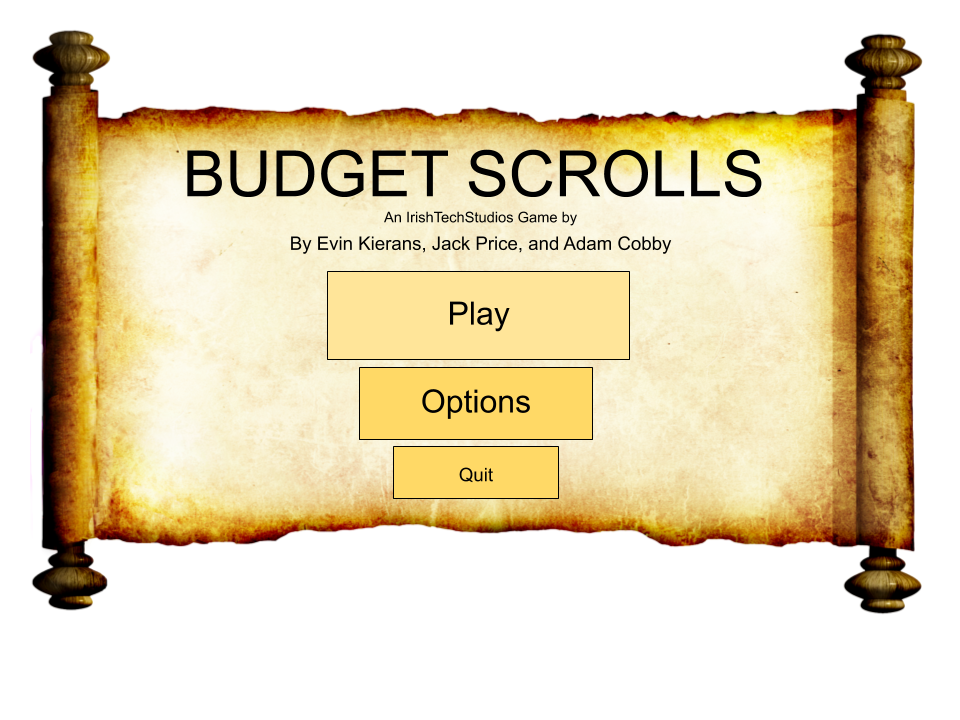 BUDGET SCROLLS
An IrishTechStudios Game by
By Evin Kierans, Jack Price, and Adam Cobby
Play
Options
Quit